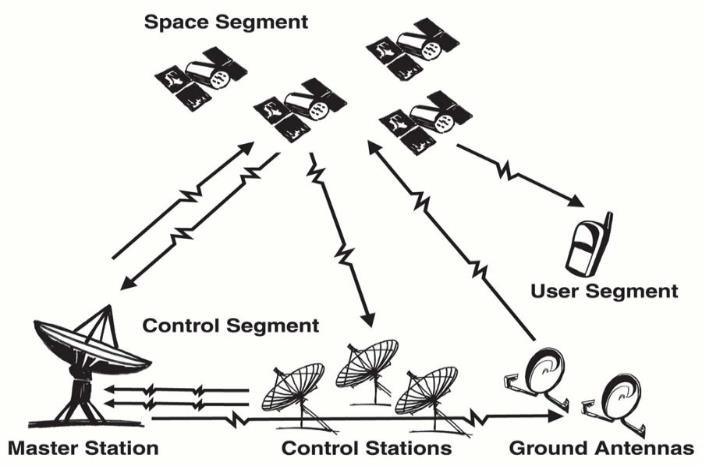 Space Segment
User Segment
Control Segment
Master Station
Control Stations
Ground Antennas